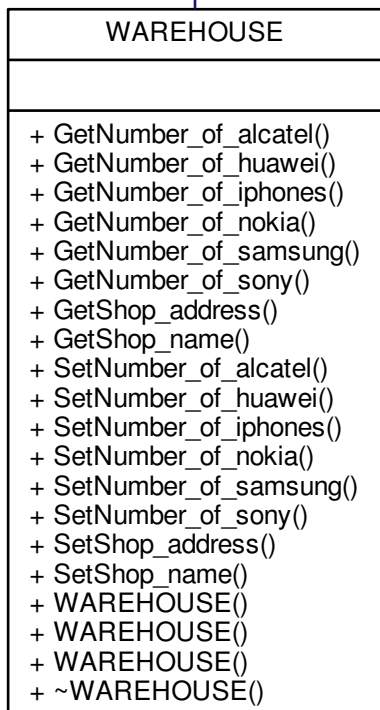 WAREHOUSE
+ GetNumber_of_alcatel()
+ GetNumber_of_huawei()
+ GetNumber_of_iphones()
+ GetNumber_of_nokia()
+ GetNumber_of_samsung()
+ GetNumber_of_sony()
+ GetShop_address()
+ GetShop_name()
+ SetNumber_of_alcatel()
+ SetNumber_of_huawei()
+ SetNumber_of_iphones()
+ SetNumber_of_nokia()
+ SetNumber_of_samsung()
+ SetNumber_of_sony()
+ SetShop_address()
+ SetShop_name()
+ WAREHOUSE()
+ WAREHOUSE()
+ WAREHOUSE()
+ ~WAREHOUSE()